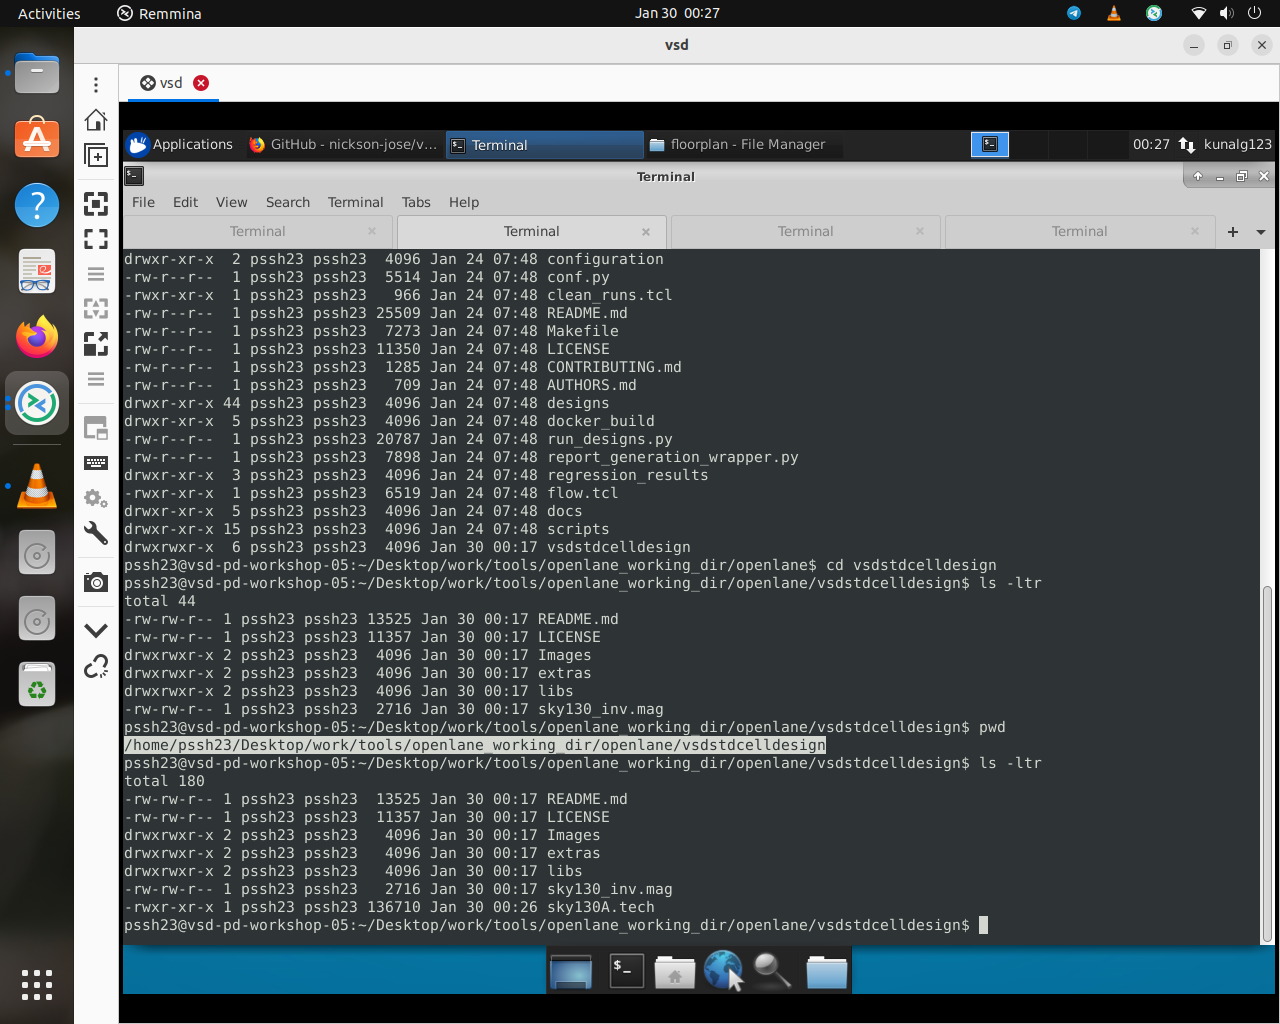 Activities Remmina Jan 30 00:27
vsd
vsd
Applications GitHub - nickson-jose/v... Terminal floorplan - File Manager 00:27 kunalg123
Terminal
File Edit View Search Terminal Tabs Help
Terminal Terminal Terminal Terminal
drwxr-xr-x  2 pssh23 pssh23  4096 Jan 24 07:48 configuration
-rw-r--r--  1 pssh23 pssh23  5514 Jan 24 07:48 conf.py
-rwxr-xr-x  1 pssh23 pssh23   966 Jan 24 07:48 clean_runs.tcl
-rw-r--r--  1 pssh23 pssh23 25509 Jan 24 07:48 README.md
-rw-r--r--  1 pssh23 pssh23  7273 Jan 24 07:48 Makefile
-rw-r--r--  1 pssh23 pssh23 11350 Jan 24 07:48 LICENSE
-rw-r--r--  1 pssh23 pssh23  1285 Jan 24 07:48 CONTRIBUTING.md
-rw-r--r--  1 pssh23 pssh23   709 Jan 24 07:48 AUTHORS.md
drwxr-xr-x 44 pssh23 pssh23  4096 Jan 24 07:48 designs
drwxr-xr-x  5 pssh23 pssh23  4096 Jan 24 07:48 docker_build
-rw-r--r--  1 pssh23 pssh23 20787 Jan 24 07:48 run_designs.py
-rw-r--r--  1 pssh23 pssh23  7898 Jan 24 07:48 report_generation_wrapper.py
drwxr-xr-x  3 pssh23 pssh23  4096 Jan 24 07:48 regression_results
-rwxr-xr-x  1 pssh23 pssh23  6519 Jan 24 07:48 flow.tcl
drwxr-xr-x  5 pssh23 pssh23  4096 Jan 24 07:48 docs
drwxr-xr-x 15 pssh23 pssh23  4096 Jan 24 07:48 scripts
drwxrwxr-x  6 pssh23 pssh23  4096 Jan 30 00:17 vsdstdcelldesign
pssh23@vsd-pd-workshop-05:~/Desktop/work/tools/openlane_working_dir/openlane$ cd vsdstdcelldesign
pssh23@vsd-pd-workshop-05:~/Desktop/work/tools/openlane_working_dir/openlane/vsdstdcelldesign$ ls -ltr
total 44
-rw-rw-r-- 1 pssh23 pssh23 13525 Jan 30 00:17 README.md
-rw-rw-r-- 1 pssh23 pssh23 11357 Jan 30 00:17 LICENSE
drwxrwxr-x 2 pssh23 pssh23  4096 Jan 30 00:17 Images
drwxrwxr-x 2 pssh23 pssh23  4096 Jan 30 00:17 extras
drwxrwxr-x 2 pssh23 pssh23  4096 Jan 30 00:17 libs
-rw-rw-r-- 1 pssh23 pssh23  2716 Jan 30 00:17 sky130_inv.mag
pssh23@vsd-pd-workshop-05:~/Desktop/work/tools/openlane_working_dir/openlane/vsdstdcelldesign$ pwd
/home/pssh23/Desktop/work/tools/openlane_working_dir/openlane/vsdstdcelldesign
pssh23@vsd-pd-workshop-05:~/Desktop/work/tools/openlane_working_dir/openlane/vsdstdcelldesign$ ls -ltr
total 180
-rw-rw-r-- 1 pssh23 pssh23  13525 Jan 30 00:17 README.md
-rw-rw-r-- 1 pssh23 pssh23  11357 Jan 30 00:17 LICENSE
drwxrwxr-x 2 pssh23 pssh23   4096 Jan 30 00:17 Images
drwxrwxr-x 2 pssh23 pssh23   4096 Jan 30 00:17 extras
drwxrwxr-x 2 pssh23 pssh23   4096 Jan 30 00:17 libs
-rw-rw-r-- 1 pssh23 pssh23   2716 Jan 30 00:17 sky130_inv.mag
-rwxr-xr-x 1 pssh23 pssh23 136710 Jan 30 00:26 sky130A.tech
pssh23@vsd-pd-workshop-05:~/Desktop/work/tools/openlane_working_dir/openlane/vsdstdcelldesign$